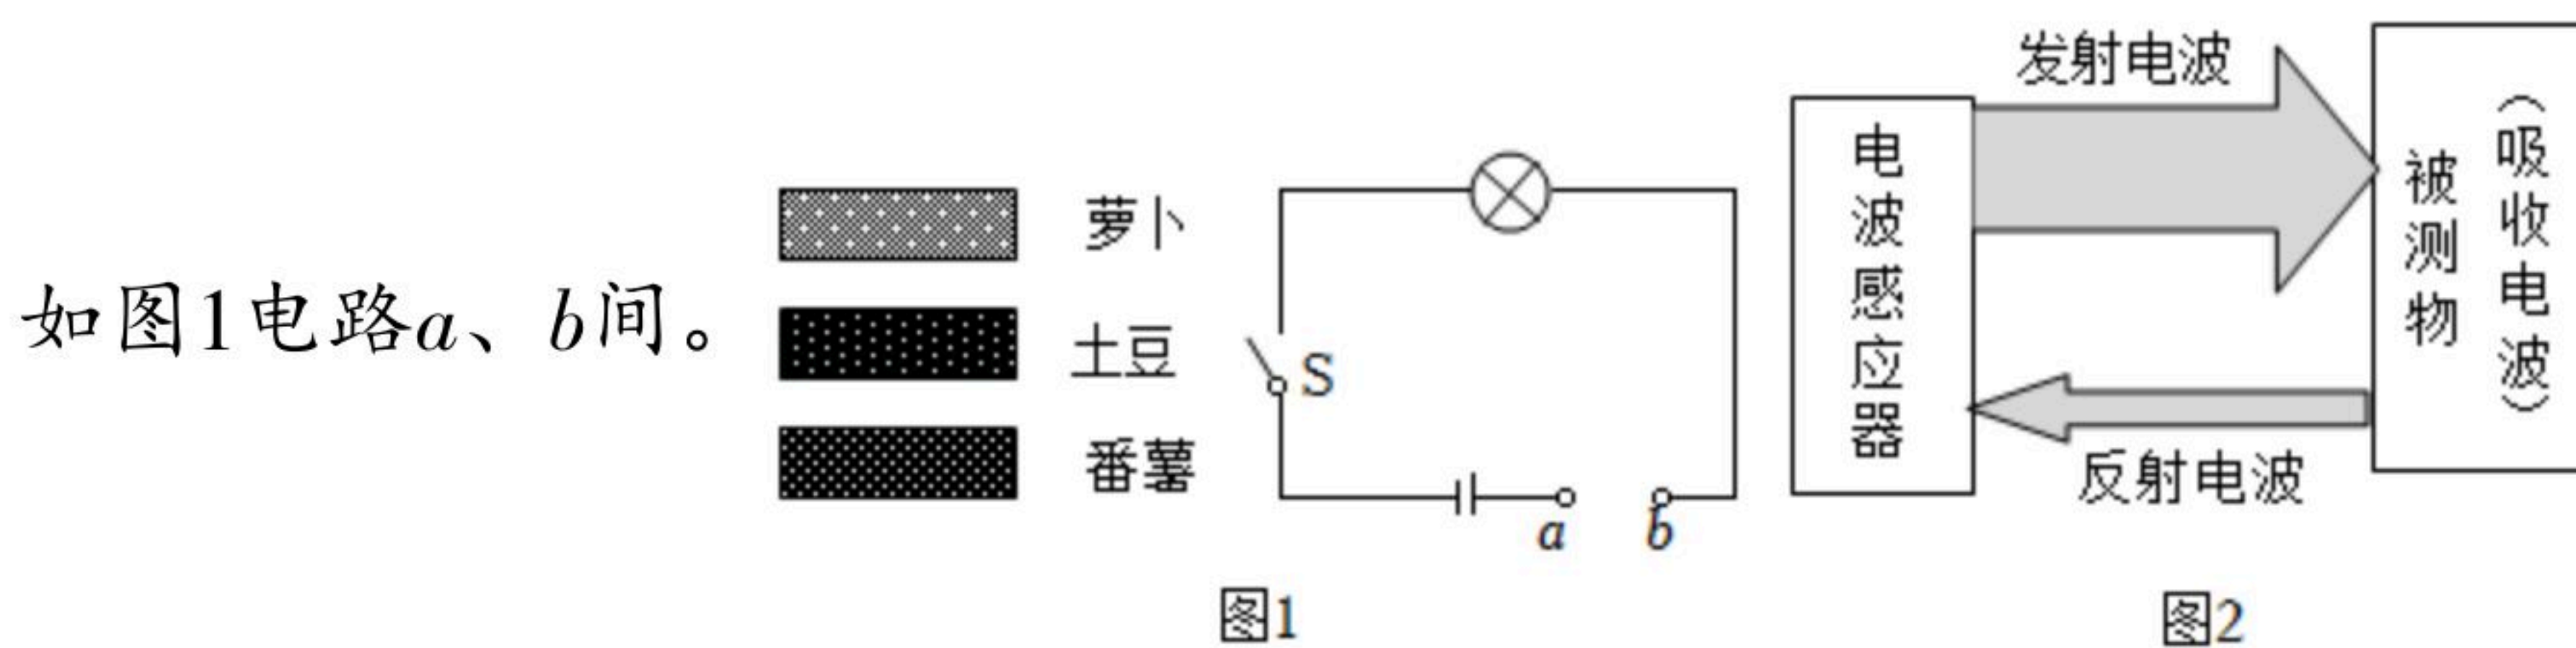 如图1电路a、b间。
萝卜
土豆
番薯
S
a
b
图1
发射电波
电波感应器
被测物
（吸收电波）
反射电波
图2